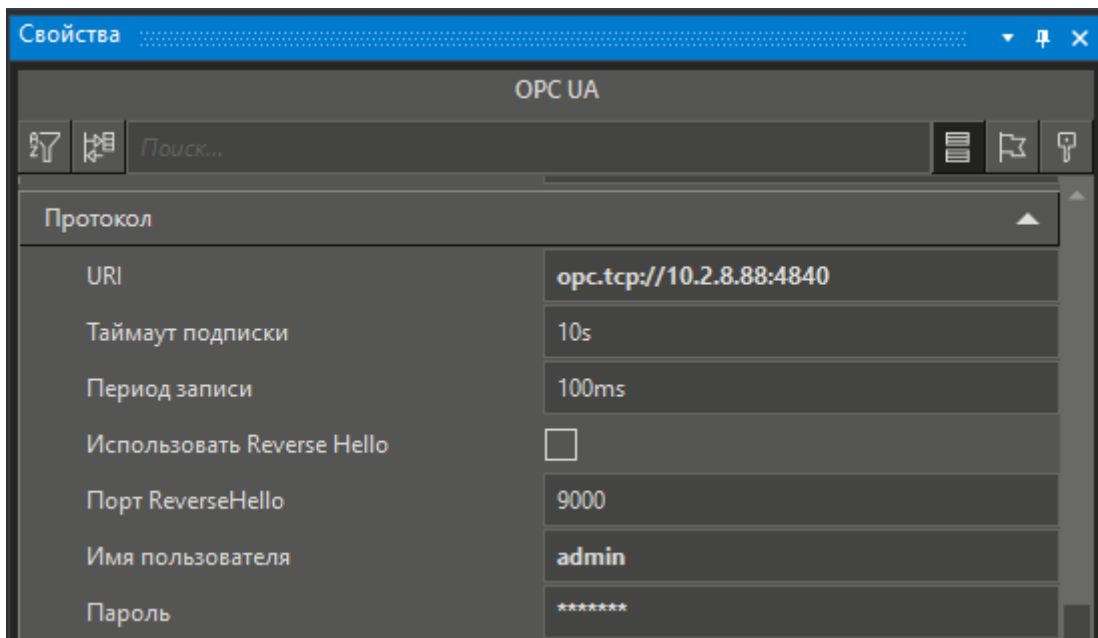 Свойства
OPC UA
Поиск...
Протокол
URI opc.tcp://10.2.8.88:4840
Таймаут подписки 10s
Период записи 100ms
Использовать Reverse Hello
Порт ReverseHello 9000
Имя пользователя admin
Пароль *******